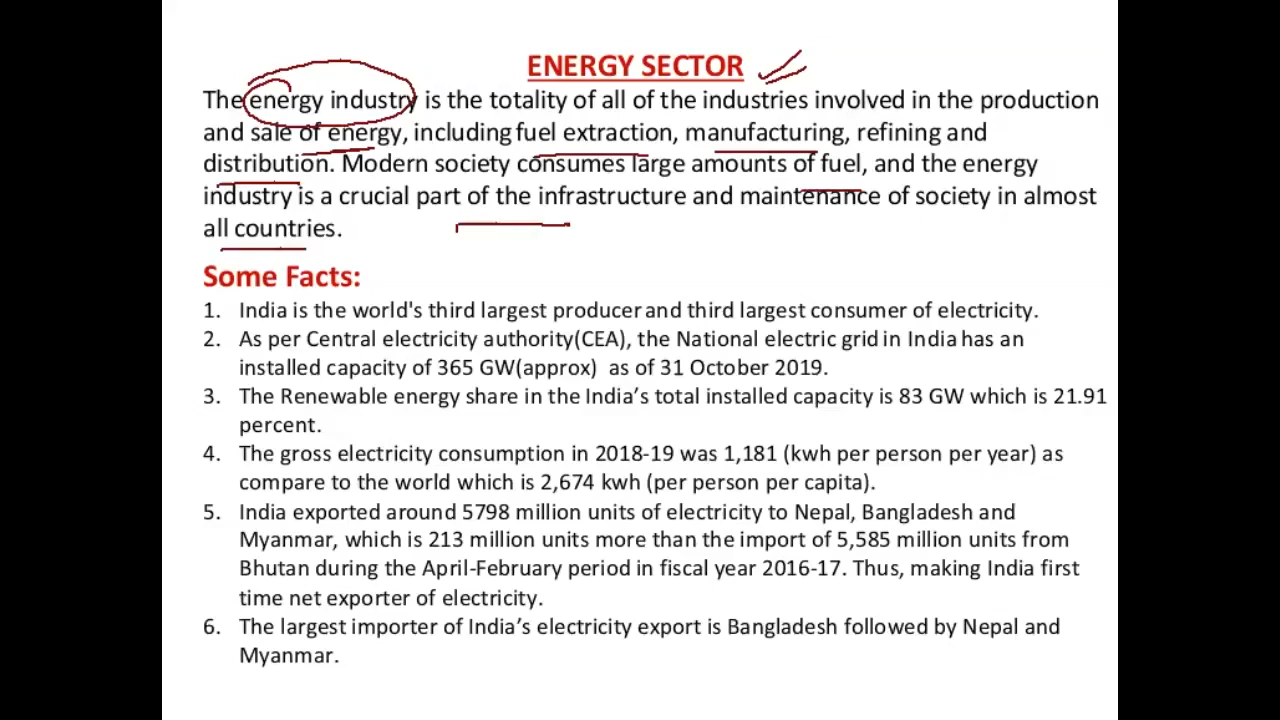 ENERGY SECTOR
The energy industry is the totality of all of the industries involved in the production
and sale of energy, including fuel extraction, manufacturing, refining and
distribution. Modern society consumes large amounts of fuel, and the energy
industry is a crucial part of the infrastructure and maintenance of society in almost
all countries.
Some Facts:
1. India is the world's third largest producer and third largest consumer of electricity.
2. As per Central electricity authority(CEA), the National electric grid in India has an
installed capacity of 365 GW(approx) as of 31 October 2019.
3. The Renewable energy share in the India’s total installed capacity is 83 GW which is 21.91
percent.
4. The gross electricity consumption in 2018-19 was 1,181 (kwh per person per year) as
compare to the world which is 2,674 kwh (per person per capita).
5. India exported around 5798 million units of electricity to Nepal, Bangladesh and
Myanmar, which is 213 million units more than the import of 5,585 million units from
Bhutan during the April-February period in fiscal year 2016-17. Thus, making India first
time net exporter of electricity.
6. The largest importer of India’s electricity export is Bangladesh followed by Nepal and
Myanmar.